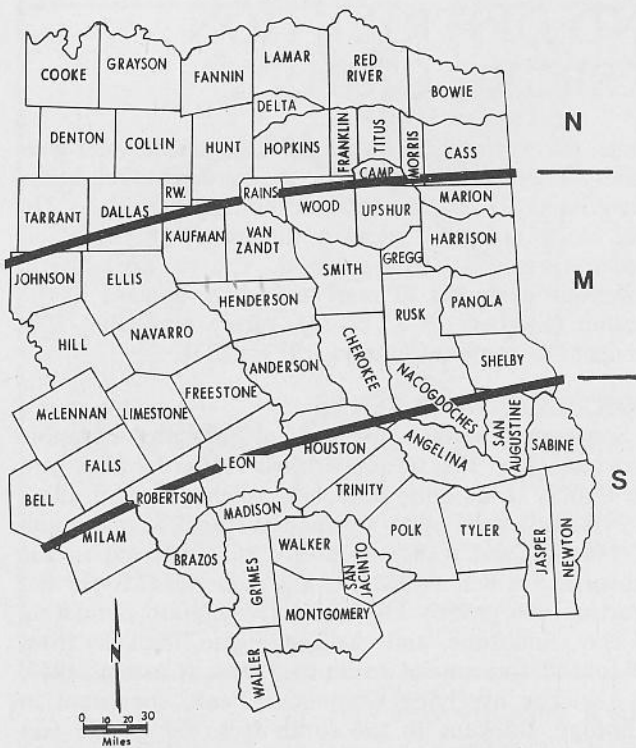 COOKE
GRAYSON
FANNIN
LAMAR
RED
RIVER
BOWIE
DELTA
N
DENTON
COLLIN
HUNT
HOPKINS
FRANKLIN
TITUS
MORRIS
CASS
CAMP
RW.
RAINS
WOOD
UPSHUR
MARION
TARRANT
DALLAS
KAUFMAN
VAN
ZANDT
GREGG
HARRISON
JOHNSON
ELLIS
SMITH
M
HENDERSON
RUSK
PANOLA
HILL
NAVARRO
ANDERSON
CHEROKEE
SHELBY
NACOGDOCHES
McLENNAN
LIMESTONE
FREESTONE
SAN
AUGUSTINE
SABINE
FALLS
LEON
HOUSTON
ANGELINA
S
BELL
ROBERTSON
TRINITY
MILAM
MADISON
POLK
TYLER
BRAZOS
GRIMES
WALKER
SAN
JACINTO
JASPER
NEWTON
MONTGOMERY
WALLER
N
0 10 20 30
Miles